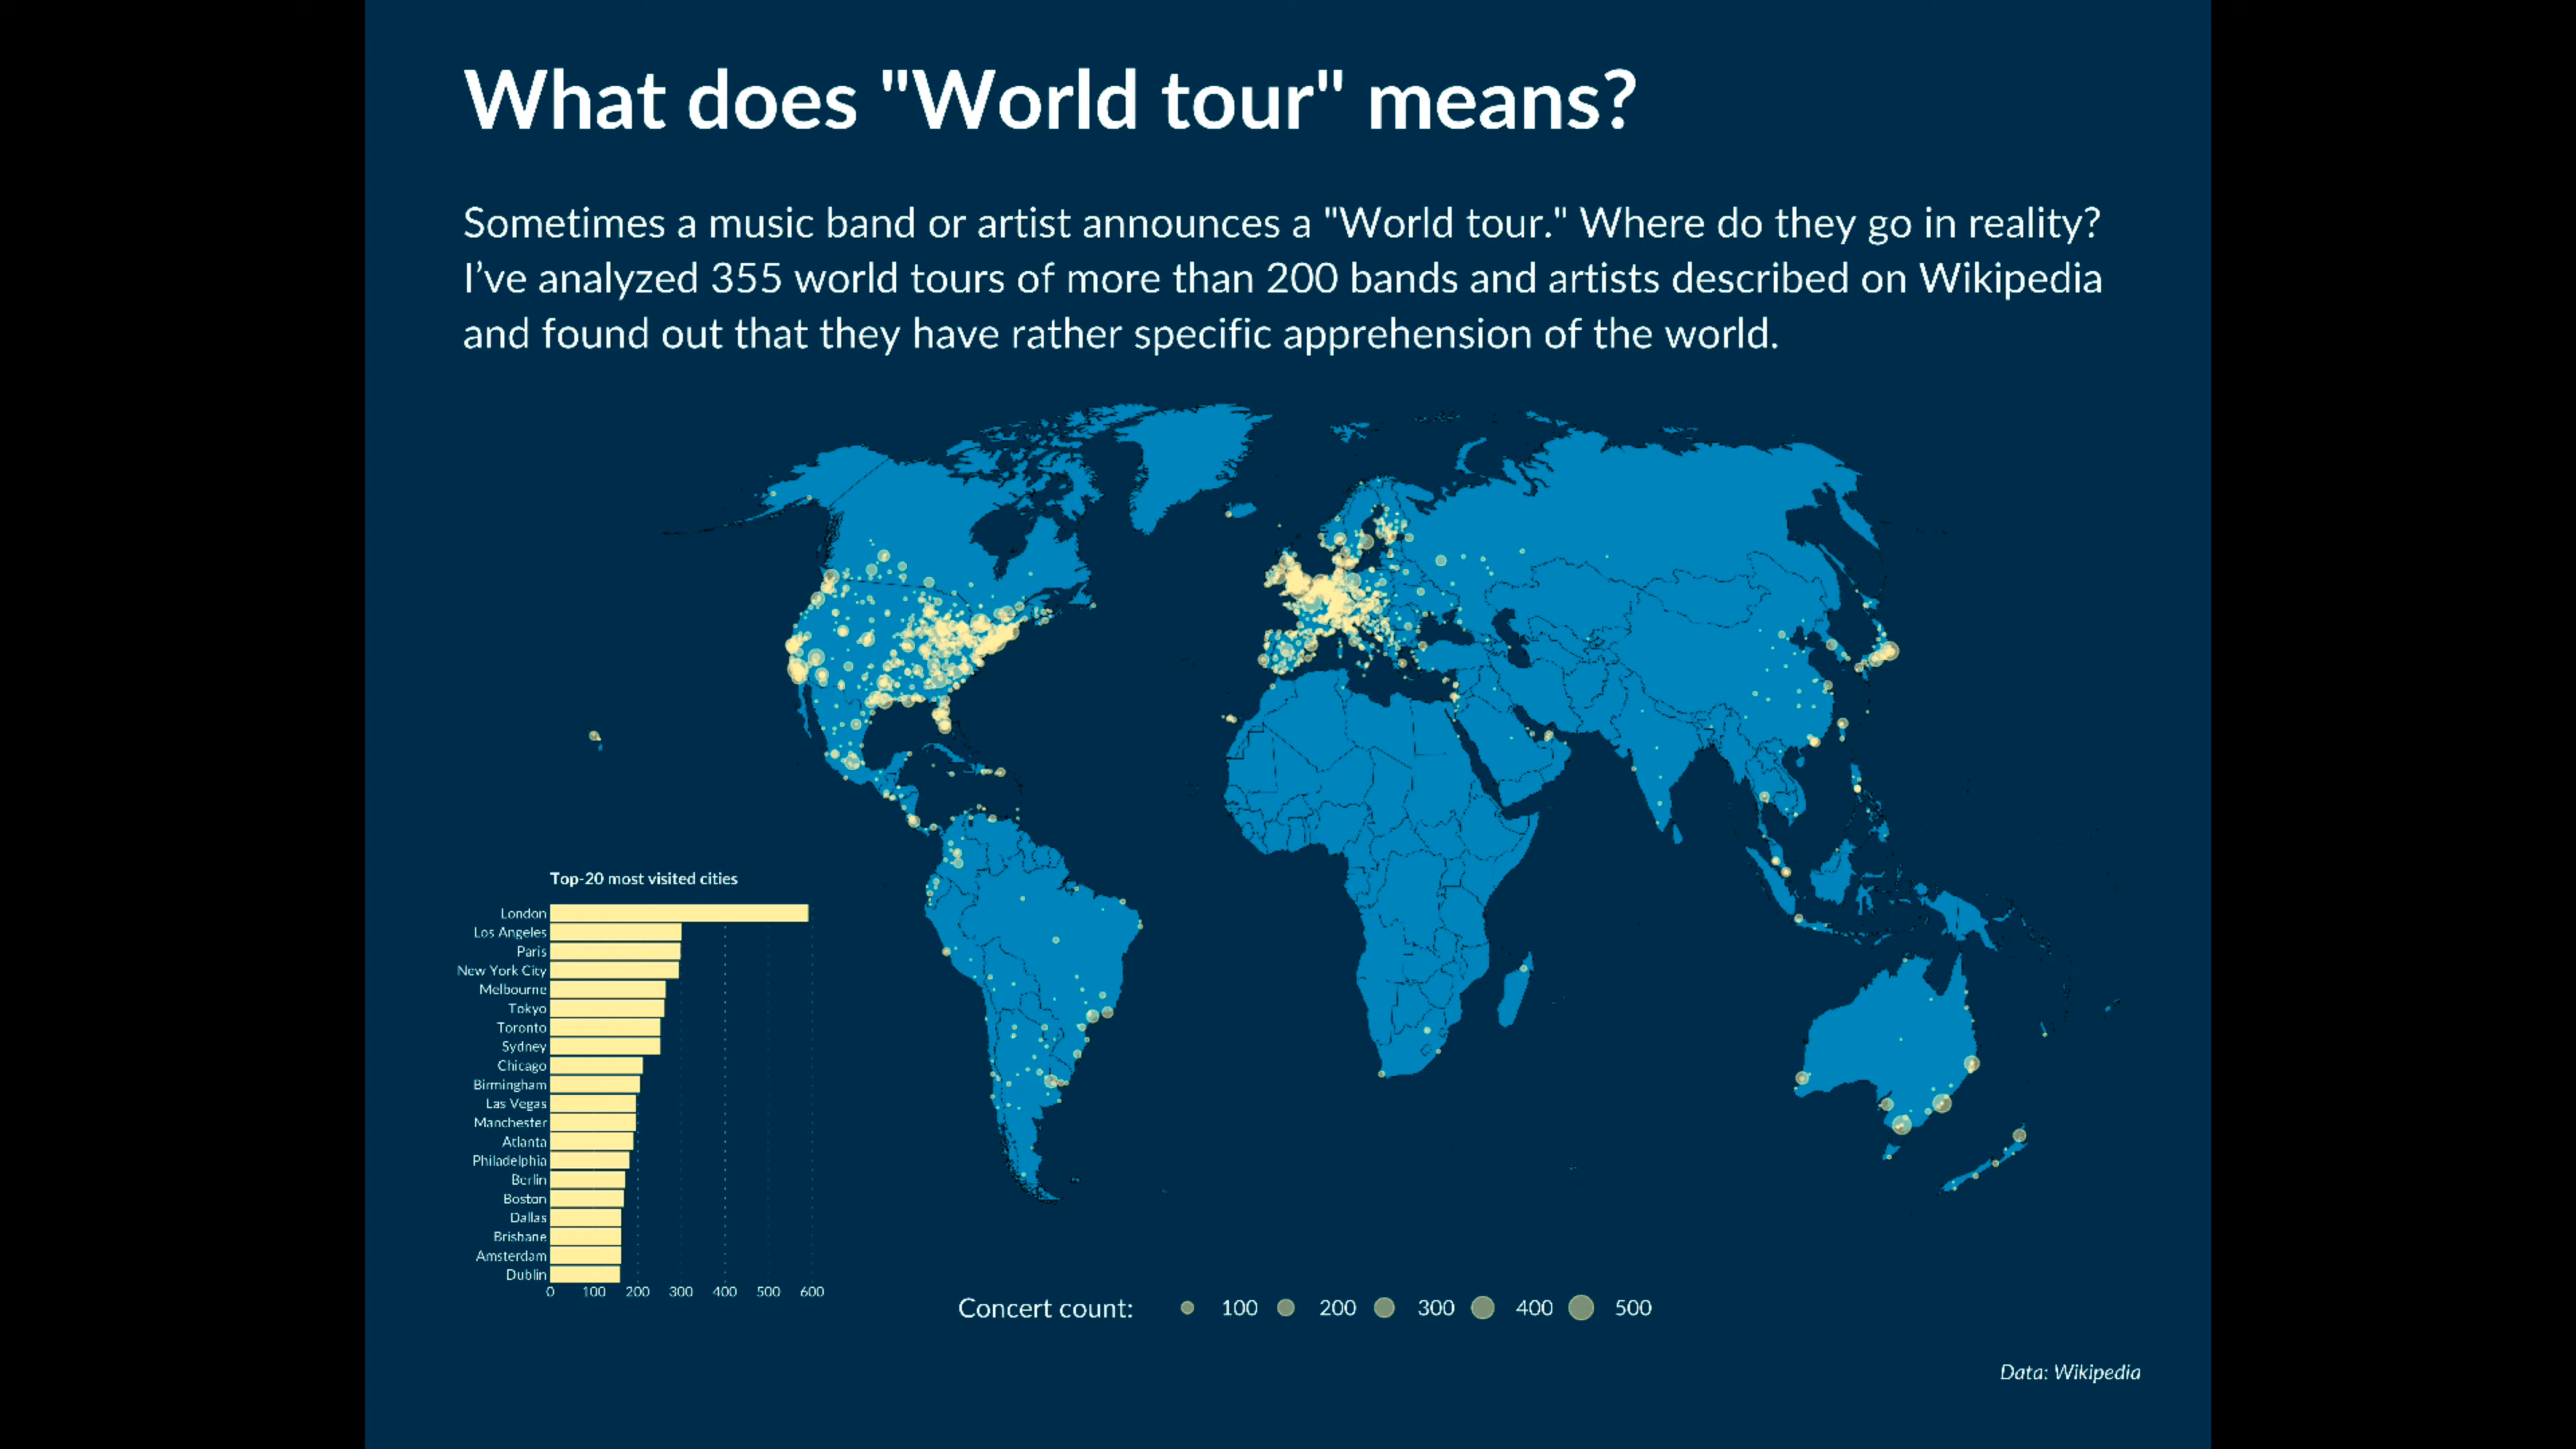 What does "World tour" means?
Sometimes a music band or artist announces a "World tour." Where do they go in reality?
I've analyzed 355 world tours of more than 200 bands and artists described on Wikipedia
and found out that they have rather specific apprehension of the world.
Top-20 most visited cities
London
Los Angeles
Paris
New York City
Melbourne
Tokyo
Toronto
Sydney
Chicago
Birmingham
Las Vegas
Manchester
Atlanta
Philadelphia
Berlin
Boston
Dallas
Brisbane
Amsterdam
Dublin
0 100 200 300 400 500 600
Concert count: 100 200 300 400 500
Data: Wikipedia